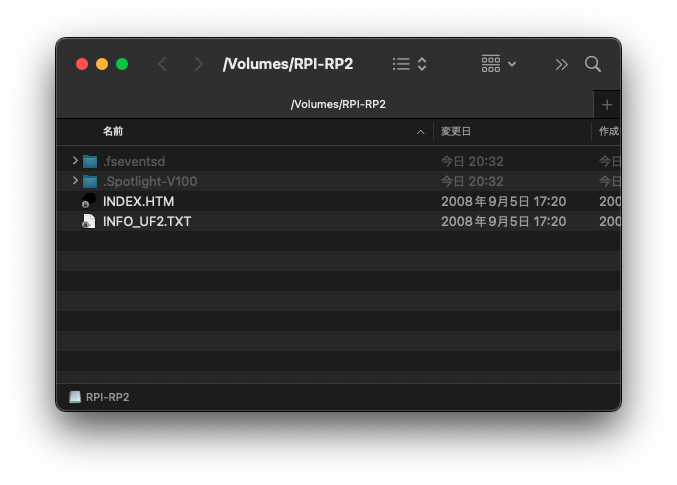 /Volumes/RPI-RP2
/Volumes/RPI-RP2
名前 変更日 作成
.fseventsd 今日 20:32 今日
.Spotlight-V100 今日 20:32 今日
INDEX.HTM 2008年9月5日 17:20 200
INFO_UF2.TXT 2008年9月5日 17:20 200
RPI-RP2